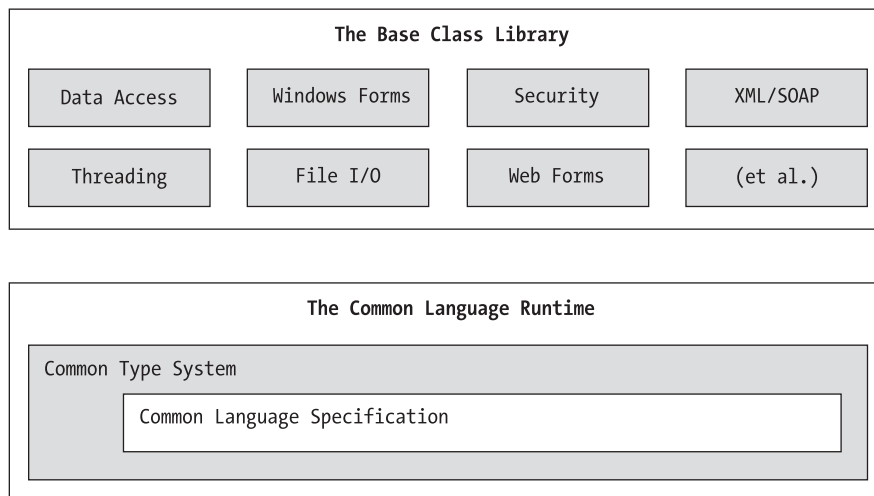 The Base Class Library
Data Access
Windows Forms
Security
XML/SOAP
Threading
File I/O
Web Forms
(et al.)
The Common Language Runtime
Common Type System
Common Language Specification